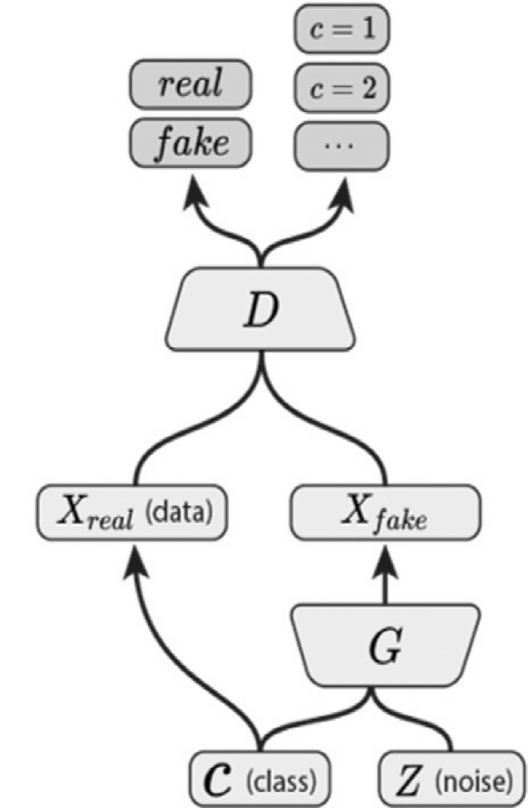 c = 1
real
c = 2
fake
...
D
X_real (data)
X_fake
G
C (class)
Z (noise)